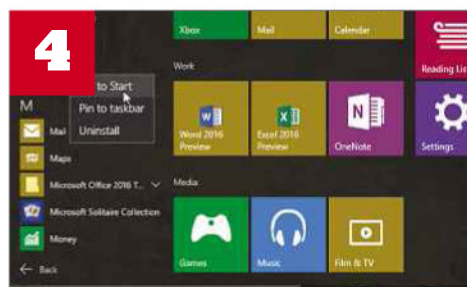 4
Xbox Mail Calendar
Reading List
Work
to Start
Pin to taskbar
Uninstall
M
Mail
Maps
Microsoft Office 2016 T...
Microsoft Solitaire Collection
Money
Back
Word 2016
Preview
Excel 2016
Preview
OneNote
Settings
Media
Games
Music
Film & TV